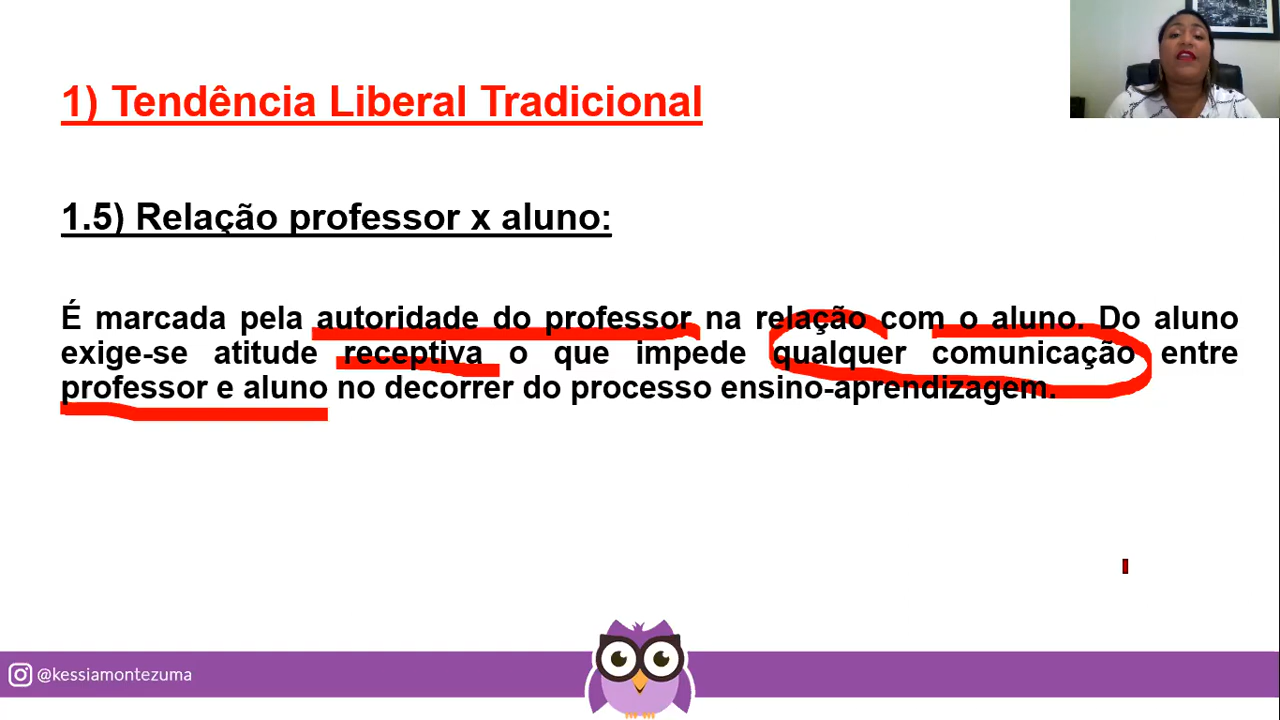 1) Tendência Liberal Tradicional
1.5) Relação professor x aluno:
É marcada pela autoridade do professor na relação com o aluno. Do aluno
exige-se atitude receptiva o que impede qualquer comunicação entre
professor e aluno no decorrer do processo ensino-aprendizagem.
@kessiamontezuma